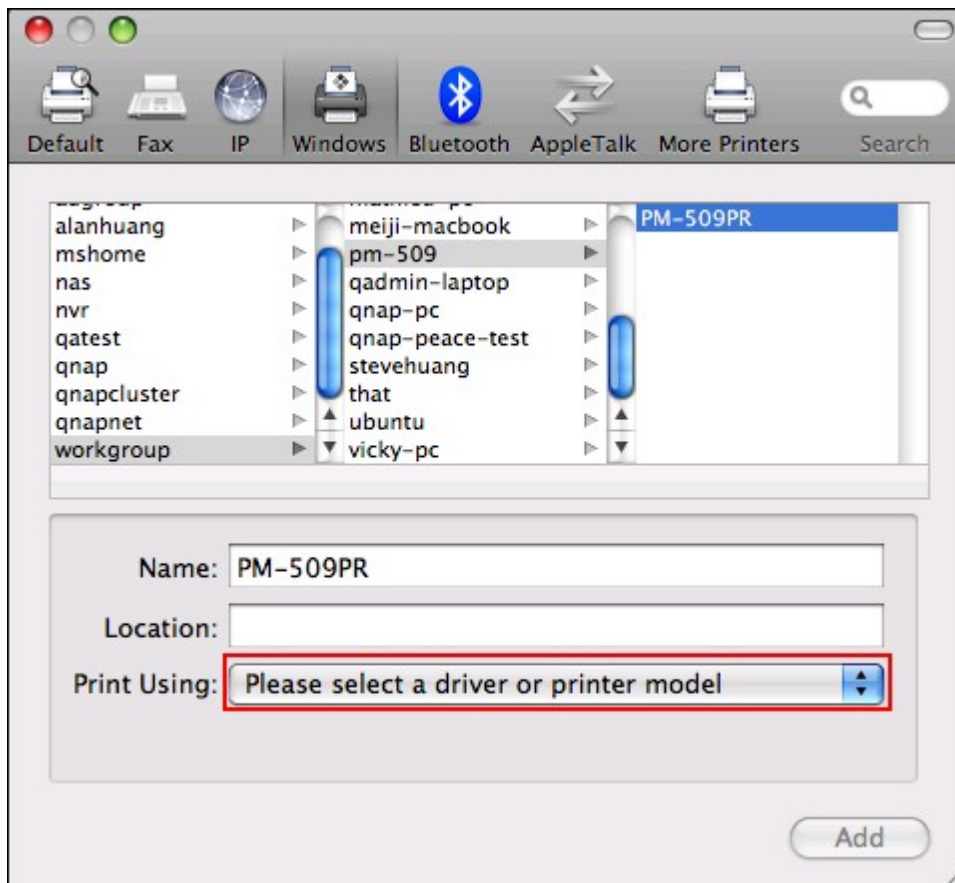 Default Fax IP Windows Bluetooth AppleTalk More Printers Search
alanhuang
mshome
nas
nvr
qatest
qnap
qnapcluster
qnapnet
workgroup
meiji-macbook
pm-509
qadmin-laptop
qnap-pc
qnap-peace-test
stevehuang
that
ubuntu
vicky-pc
PM-509PR
Name: PM-509PR
Location:
Print Using: Please select a driver or printer model
Add